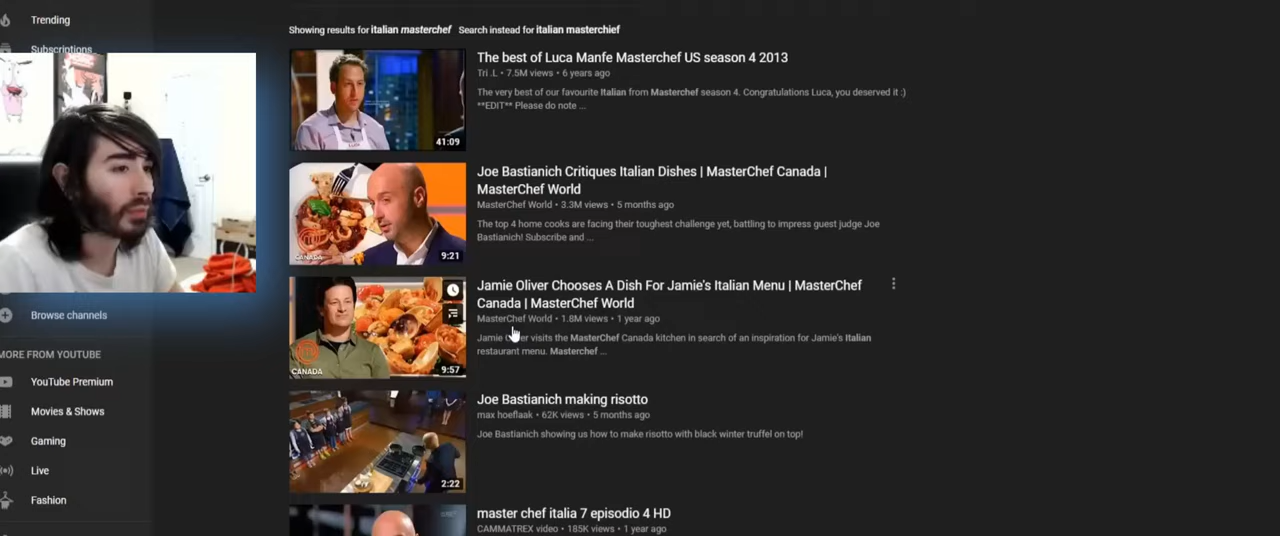 Trending
Subscriptions
Browse channels
MORE FROM YOUTUBE
YouTube Premium
Movies & Shows
Gaming
Live
Fashion
Showing results for italian masterchef Search instead for italian masterchief
The best of Luca Manfe Masterchef US season 4 2013
Tri .L • 7.5M views • 6 years ago
The very best of our favourite Italian from Masterchef season 4. Congratulations Luca, you deserved it :)
**EDIT** Please do note ...
41:09
Joe Bastianich Critiques Italian Dishes | MasterChef Canada |
MasterChef World
MasterChef World • 3.3M views • 5 months ago
The top 4 home cooks are facing their toughest challenge yet, battling to impress guest judge Joe
Bastianich! Subscribe and ...
CANADA
9:21
Jamie Oliver Chooses A Dish For Jamie's Italian Menu | MasterChef
Canada | MasterChef World
MasterChef World • 1.8M views • 1 year ago
Jamie Oliver visits the MasterChef Canada kitchen in search of an inspiration for Jamie's Italian
restaurant menu. Masterchef ...
CANADA
9:57
Joe Bastianich making risotto
max hoeflaak • 62K views • 5 months ago
Joe Bastianich showing us how to make risotto with black winter truffel on top!
2:22
master chef italia 7 episodio 4 HD
CAMMATREX video • 185K views • 1 year ago